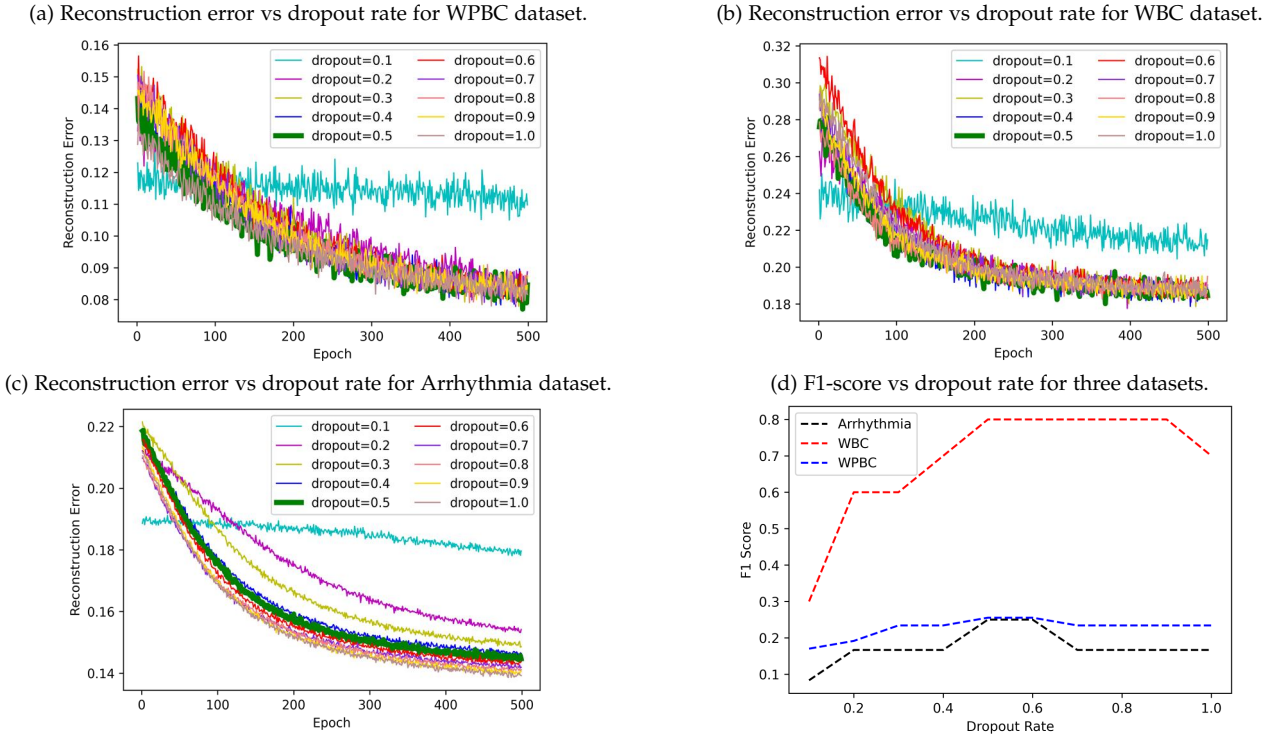 (a) Reconstruction error vs dropout rate for WPBC dataset.
0.16
0.15
0.14
0.13
0.12
0.11
0.10
0.09
0.08
Reconstruction Error
dropout=0.1 dropout=0.6
dropout=0.2 dropout=0.7
dropout=0.3 dropout=0.8
dropout=0.4 dropout=0.9
dropout=0.5 dropout=1.0
0 100 200 300 400 500
Epoch
(b) Reconstruction error vs dropout rate for WBC dataset.
0.32
0.30
0.28
0.26
0.24
0.22
0.20
0.18
Reconstruction Error
dropout=0.1 dropout=0.6
dropout=0.2 dropout=0.7
dropout=0.3 dropout=0.8
dropout=0.4 dropout=0.9
dropout=0.5 dropout=1.0
0 100 200 300 400 500
Epoch
(c) Reconstruction error vs dropout rate for Arrhythmia dataset.
0.22
0.20
0.18
0.16
0.14
Reconstruction Error
dropout=0.1 dropout=0.6
dropout=0.2 dropout=0.7
dropout=0.3 dropout=0.8
dropout=0.4 dropout=0.9
dropout=0.5 dropout=1.0
0 100 200 300 400 500
Epoch
(d) F1-score vs dropout rate for three datasets.
0.8
0.7
0.6
0.5
0.4
0.3
0.2
0.1
F1 Score
Arrhythmia
WBC
WPBC
0.2 0.4 0.6 0.8 1.0
Dropout Rate